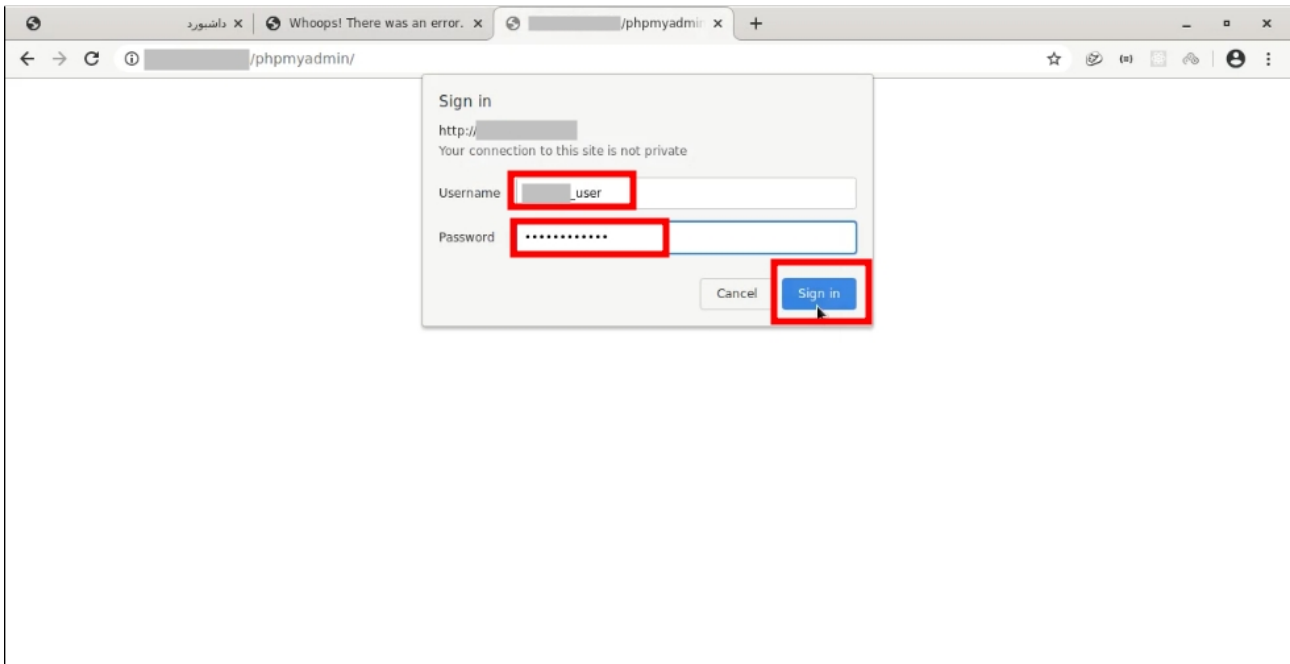 داشبورد
Whoops! There was an error.
/phpmyadmin
/phpmyadmin/
Sign in
http://
Your connection to this site is not private
Username
_user
Password
••••••••••••
Cancel
Sign in